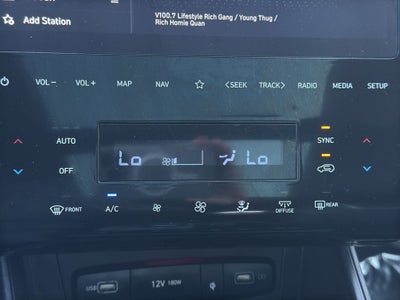 Add Station
V100.7 Lifestyle Rich Gang / Young Thug /
Rich Homie Quan
VOL − VOL + MAP NAV < SEEK TRACK > RADIO MEDIA SETUP
AUTO
SYNC
Lo
Lo
OFF
FRONT
A/C
DIFFUSE
REAR
USB
12V 180W